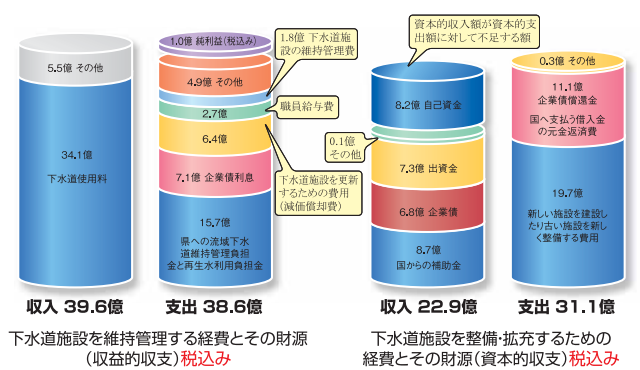 5.5億 その他
34.1億
下水道使用料
収入 39.6億
1.0億 純利益(税込み)
4.9億 その他
1.8億 下水道施
設の維持管理費
2.7億
職員給与費
6.4億
下水道施設を更新
するための費用
(減価償却費)
7.1億 企業債利息
15.7億
県への流域下水
道維持管理負担
金と再生水利用負担金
支出 38.6億
下水道施設を維持管理する経費とその財源
(収益的収支)税込み
資本的収入額が資本的支
出額に対して不足する額
8.2億 自己資金
0.1億
その他
7.3億 出資金
6.8億 企業債
8.7億
国からの補助金
収入 22.9億
0.3億 その他
11.1億
企業債償還金
国へ支払う借入金
の元金返済費
19.7億
新しい施設を建設し
たり古い施設を新し
く整備する費用
支出 31.1億
下水道施設を整備・拡充するための
経費とその財源(資本的収支)税込み